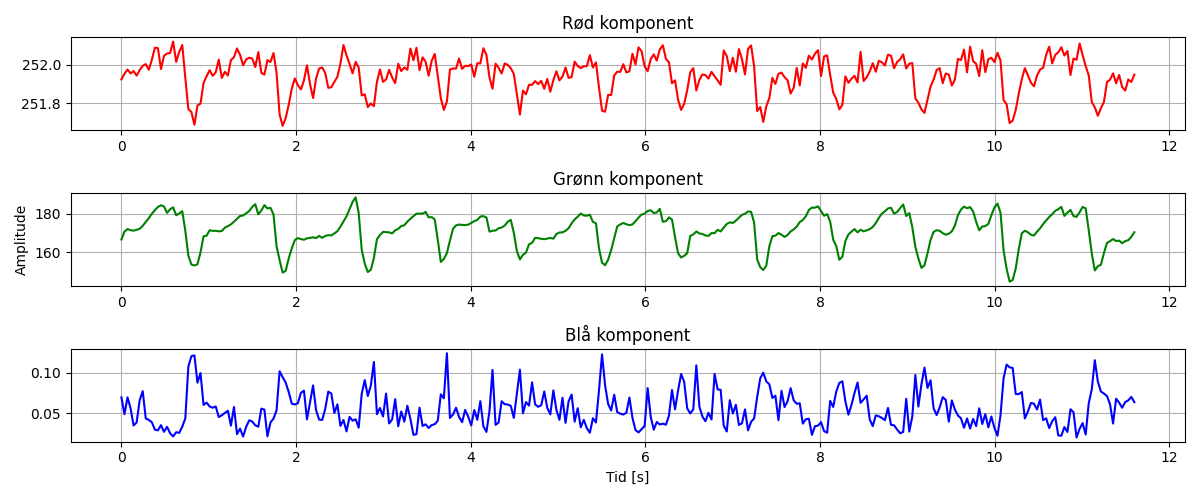 Rød komponent
252.0
251.8
0 2 4 6 8 10 12
Grønn komponent
180
160
Amplitude
0 2 4 6 8 10 12
Blå komponent
0.10
0.05
0 2 4 6 8 10 12
Tid [s]